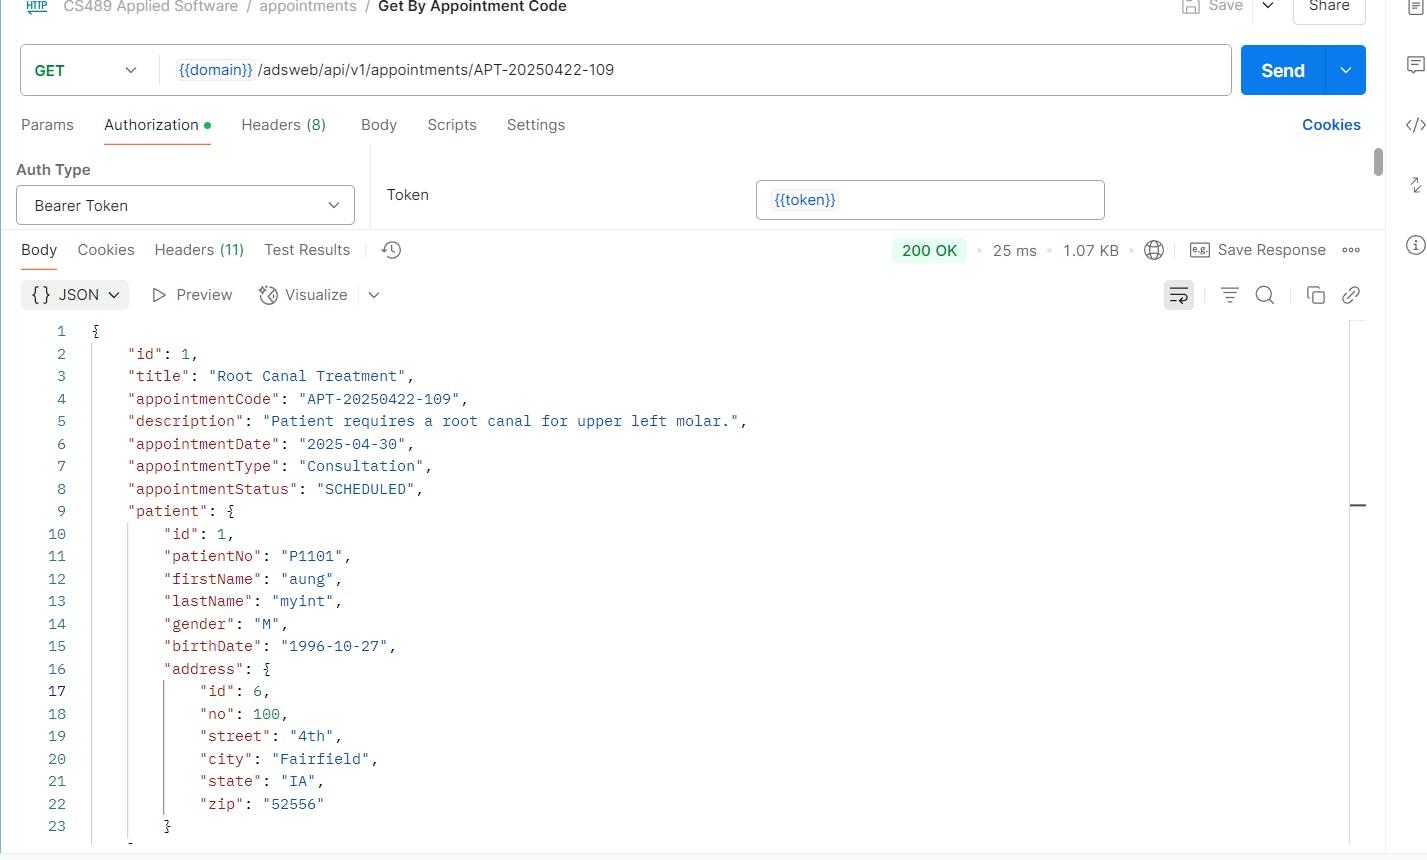 HTTP CS489 Applied Software / appointments / Get By Appointment Code Save Share
GET {{domain}}/adsweb/api/v1/appointments/APT-20250422-109 Send
Params Authorization Headers (8) Body Scripts Settings Cookies
Auth Type
Bearer Token
Token {{token}}
Body Cookies Headers (11) Test Results 200 OK 25 ms 1.07 KB e.g. Save Response
{} JSON Preview Visualize
1 {
2 "id": 1,
3 "title": "Root Canal Treatment",
4 "appointmentCode": "APT-20250422-109",
5 "description": "Patient requires a root canal for upper left molar.",
6 "appointmentDate": "2025-04-30",
7 "appointmentType": "Consultation",
8 "appointmentStatus": "SCHEDULED",
9 "patient": {
10 "id": 1,
11 "patientNo": "P1101",
12 "firstName": "aung",
13 "lastName": "myint",
14 "gender": "M",
15 "birthDate": "1996-10-27",
16 "address": {
17 "id": 6,
18 "no": 100,
19 "street": "4th",
20 "city": "Fairfield",
21 "state": "IA",
22 "zip": "52556"
23 }